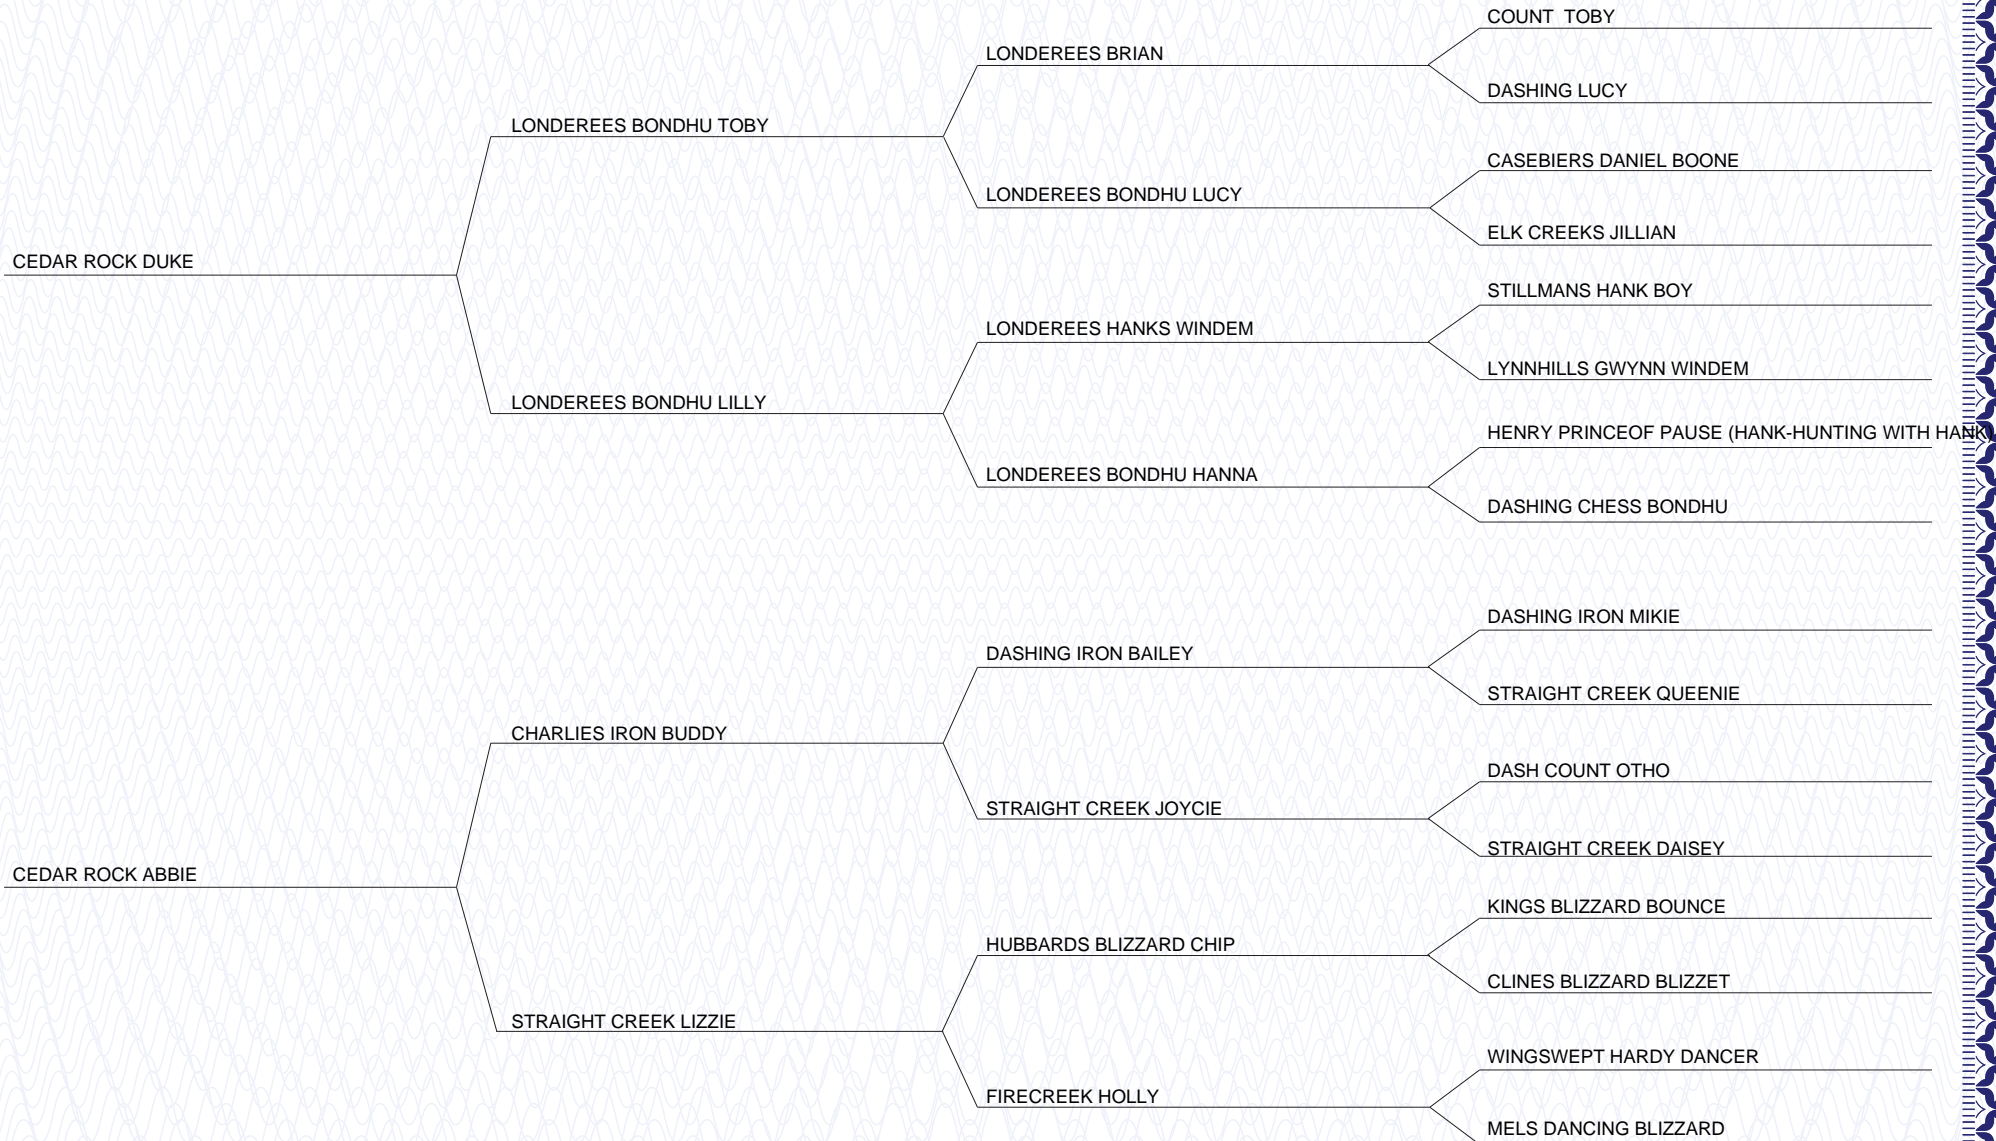 COUNT  TOBY
LONDEREES BRIAN
DASHING LUCY
LONDEREES BONDHU TOBY
CASEBIERS DANIEL BOONE
LONDEREES BONDHU LUCY
ELK CREEKS JILLIAN
CEDAR ROCK DUKE
STILLMANS HANK BOY
LONDEREES HANKS WINDEM
LYNNHILLS GWYNN WINDEM
LONDEREES BONDHU LILLY
HENRY PRINCEOF PAUSE (HANK-HUNTING WITH HANK)
LONDEREES BONDHU HANNA
DASHING CHESS BONDHU
DASHING IRON MIKIE
DASHING IRON BAILEY
STRAIGHT CREEK QUEENIE
CHARLIES IRON BUDDY
DASH COUNT OTHO
STRAIGHT CREEK JOYCIE
STRAIGHT CREEK DAISEY
CEDAR ROCK ABBIE
KINGS BLIZZARD BOUNCE
HUBBARDS BLIZZARD CHIP
CLINES BLIZZARD BLIZZET
STRAIGHT CREEK LIZZIE
WINGSWEPT HARDY DANCER
FIRECREEK HOLLY
MELS DANCING BLIZZARD